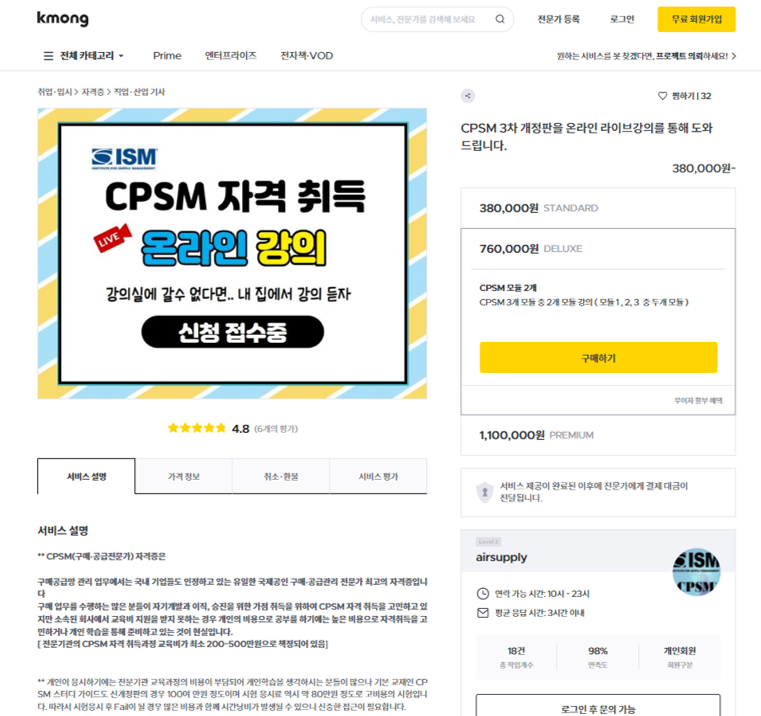 kmong
서비스, 전문가를 검색해 보세요
전문가 등록
로그인
무료 회원가입
전체 카테고리
Prime
엔터프라이즈
전자책·VOD
원하는 서비스를 못 찾겠다면, 프로젝트 의뢰하세요!
취업·입시 > 자격증 > 직업·산업 기사
ISM
INSTITUTE FOR SUPPLY MANAGEMENT
CPSM 자격 취득
LIVE
온라인 강의
강의실에 갈수 없다면.. 내 집에서 강의 듣자
신청 접수중
4.8 (6개의 평가)
서비스 설명
가격 정보
취소·환불
서비스 평가
서비스 설명
** CPSM(구매·공급전문가) 자격증은
구매공급망 관리 업무에서는 국내 기업들도 인정하고 있는 유일한 국제공인 구매·공급관리 전문가 최고의 자격증입니
다
구매 업무를 수행하는 많은 분들이 자기계발과 이직, 승진을 위한 가점 취득을 위하여 CPSM 자격 취득을 고민하고 있
지만 소속된 회사에서 교육비 지원을 받지 못하는 경우 개인의 비용으로 공부를 하기에는 높은 비용으로 자격취득을 고
민하거나 개인 학습을 통해 준비하고 있는 것이 현실입니다.
[ 전문기관의 CPSM 자격 취득과정 교육비가 최소 200-500만원으로 책정되어 있음]
** 개인이 응시하기에는 전문기관 교육과정의 비용이 부담되어 개인학습을 생각하시는 분들이 많으나 기본 교재인 CP
SM 스터디 가이드도 신개정판의 경우 100여 만원 정도이며 시험 응시료 역시 약 80만원 정도로 고비용의 시험입니
다. 따라서 시험응시 후 Fail이 될 경우 많은 비용과 함께 시간낭비가 발생될 수 있으니 신중한 접근이 필요합니다.
찜하기 | 32
CPSM 3차 개정판을 온라인 라이브강의를 통해 도와
드립니다.
380,000원~
380,000원 STANDARD
760,000원 DELUXE
CPSM 모듈 2개
CPSM 3개 모듈 중 2개 모듈 강의 ( 모듈 1, 2, 3 중 두개 모듈 )
구매하기
무이자 할부 혜택
1,100,000원 PREMIUM
서비스 제공이 완료된 이후에 전문가에게 결제 대금이
전달됩니다.
Level 2
airsupply
ISM
CPSM
연락 가능 시간: 10시 - 23시
평균 응답 시간: 3시간 이내
18건
98%
개인회원
총 작업개수
만족도
회원구분
로그인 후 문의 가능